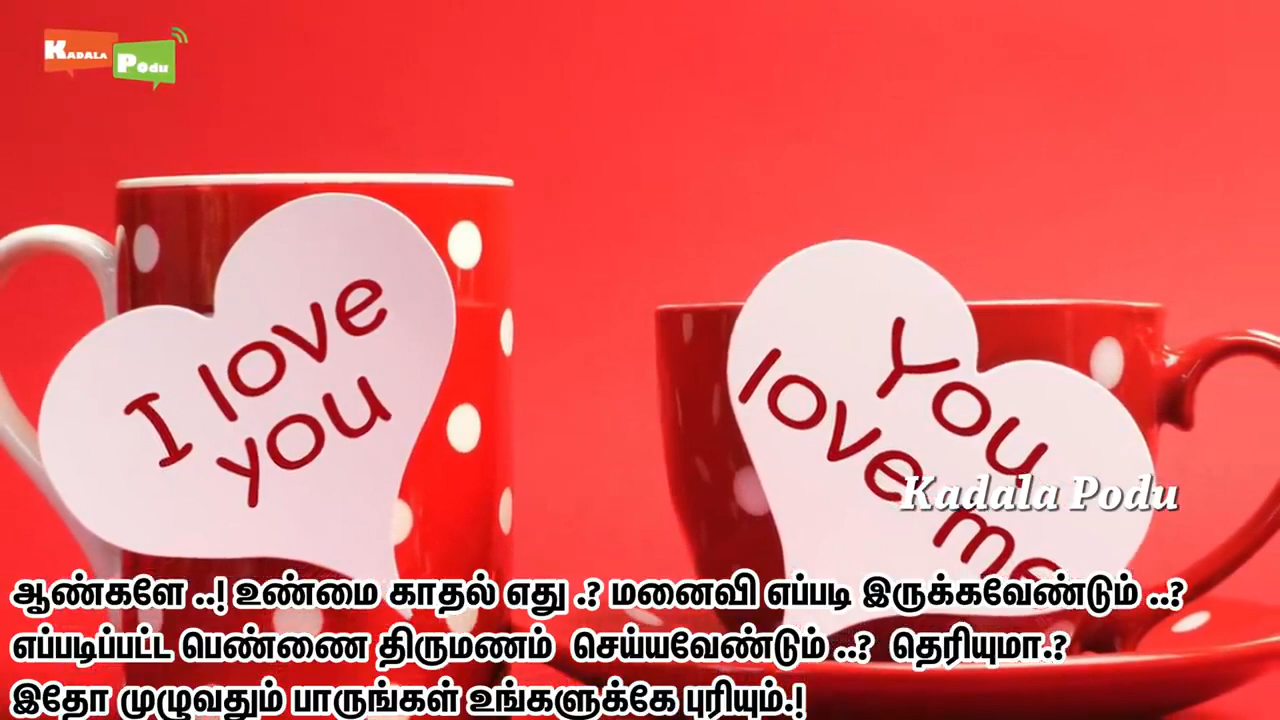 KADALA
Podu
I love
you
You
love me
Kadala Podu
ஆண்களே ..! உண்மை காதல் எது .? மனைவி எப்படி இருக்கவேண்டும் ..?
எப்படிப்பட்ட பெண்ணை திருமணம் செய்யவேண்டும் ..? தெரியுமா.?
இதோ முழுவதும் பாருங்கள் உங்களுக்கே புரியும்.!